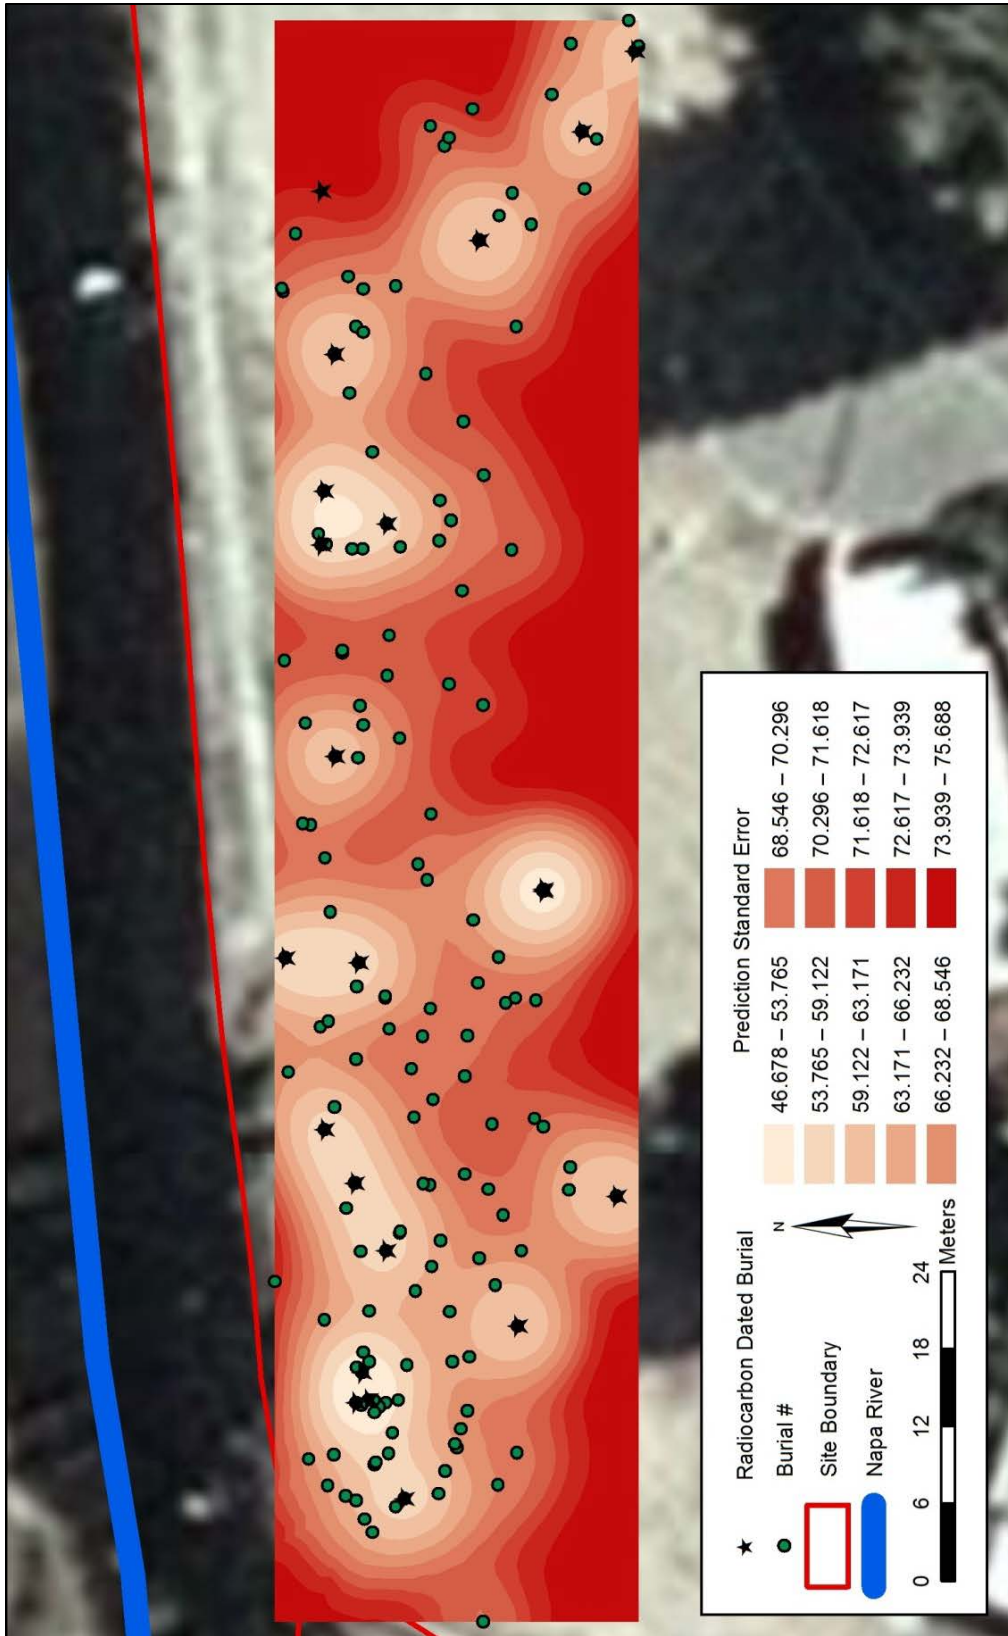 Radiocarbon Dated Burial
Burial #
Site Boundary
Napa River
0 6 12 18 24
Meters
N
Prediction Standard Error
46.678 – 53.765
53.765 – 59.122
59.122 – 63.171
63.171 – 66.232
66.232 – 68.546
68.546 – 70.296
70.296 – 71.618
71.618 – 72.617
72.617 – 73.939
73.939 – 75.688